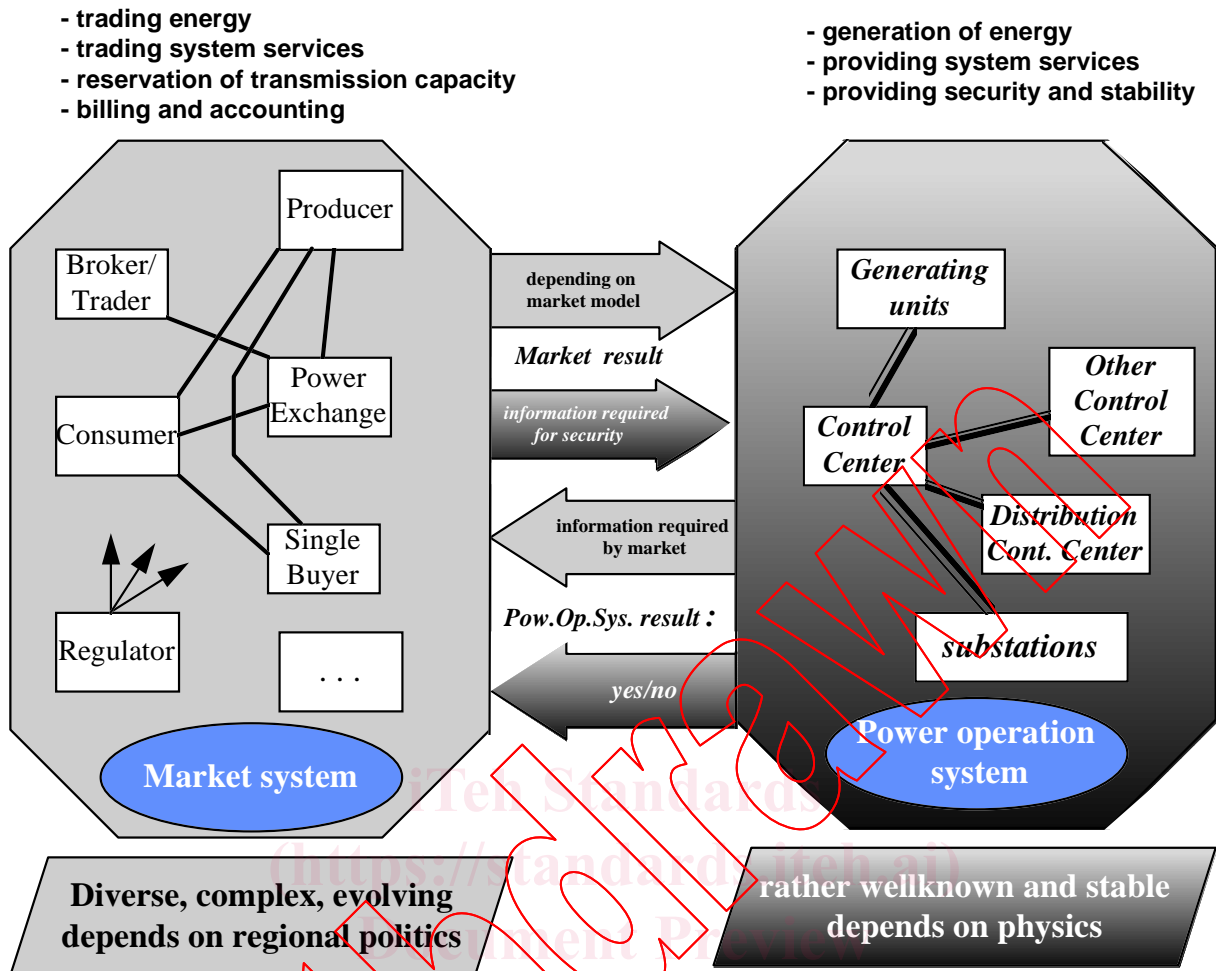 - trading energy
- trading system services
- reservation of transmission capacity
- billing and accounting
- generation of energy
- providing system services
- providing security and stability
Producer
Broker/
Trader
Power
Exchange
Consumer
Single
Buyer
Regulator
. . .
Market system
depending on
market model
Market result
information required
for security
information required
by market
Pow.Op.Sys. result :
yes/no
Generating
units
Other
Control
Center
Control
Center
Distribution
Cont. Center
substations
Power operation
system
iTeh Standards
(https://standards.iteh.ai)
Document Preview
Diverse, complex, evolving
depends on regional politics
rather wellknown and stable
depends on physics